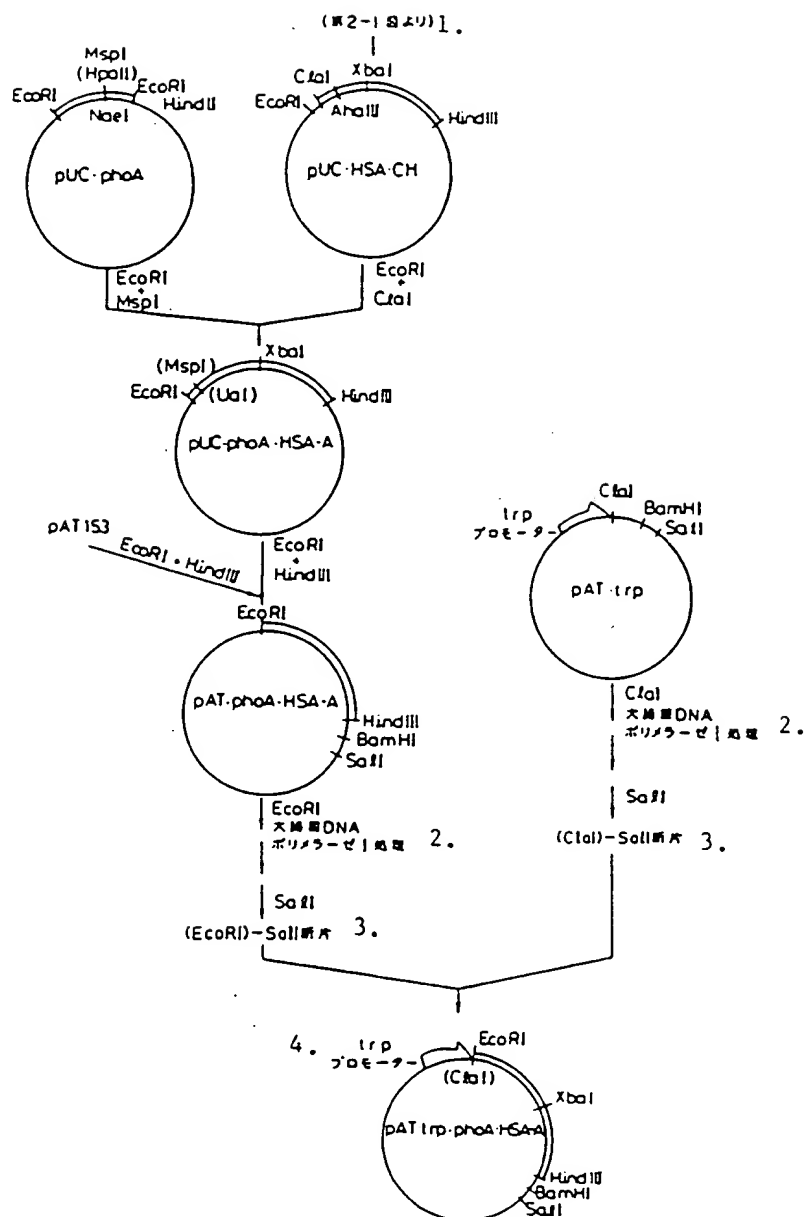 (第2-1図より) 1.
MspI
(HpaII)
EcoRI
EcoRI
HindIII
NaeI
pUC·phoA
XbaI
ClaI
EcoRI
AhaIII
HindIII
pUC·HSA·CH
EcoRI
+
MspI
EcoRI
+
ClaI
XbaI
(MspI)
EcoRI
(UaI)
HindIII
pUC-phoA·HSA-A
pAT153
EcoRI + HindIII
EcoRI
+
HindIII
ClaI
trp
プロモーター
BamHI
SalI
pAT·trp
EcoRI
pAT·phoA·HSA·A
HindIII
BamHI
SalI
ClaI
大腸菌DNA
ポリメラーゼI処理 2.
SalI
(ClaI)-SalI断片 3.
EcoRI
大腸菌DNA
ポリメラーゼI処理 2.
SalI
(EcoRI)-SalI断片 3.
4. trp
プロモーター
EcoRI
(ClaI)
XbaI
pATtrp·phoA·HSA-A
HindIII
BamHI
SalI